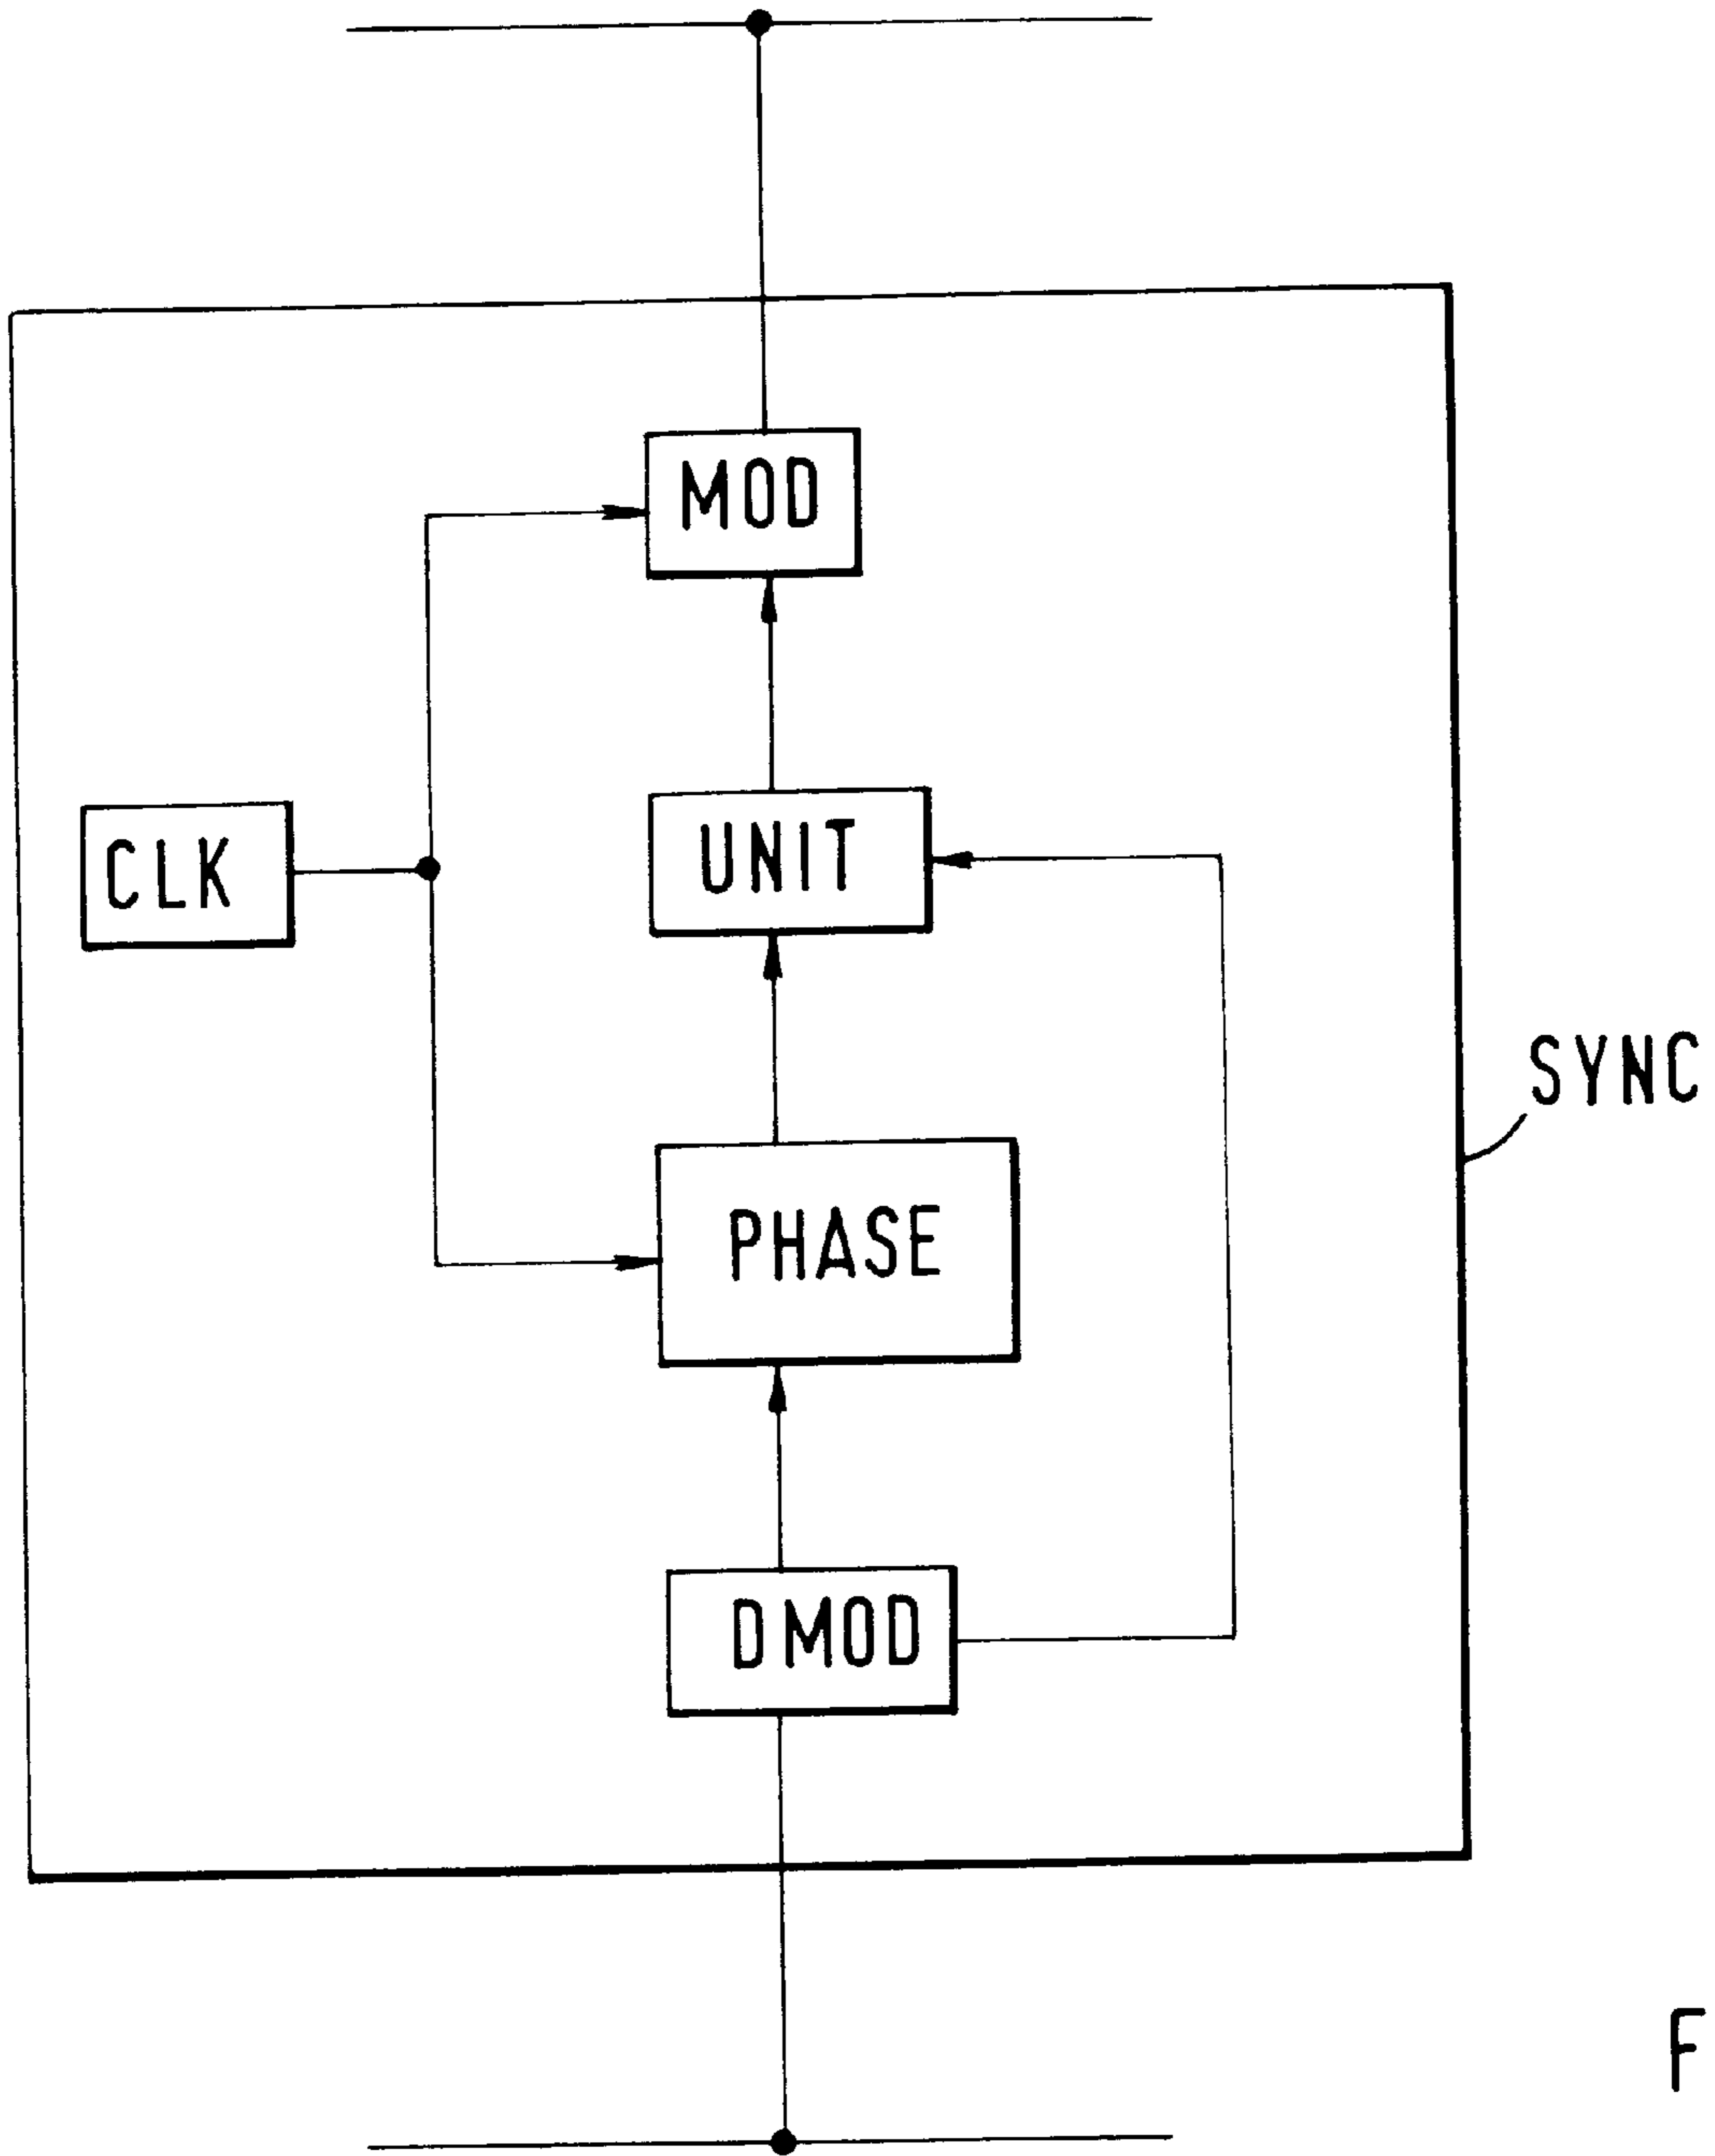 MOD
CLK
UNIT
SYNC
PHASE
DMOD
F